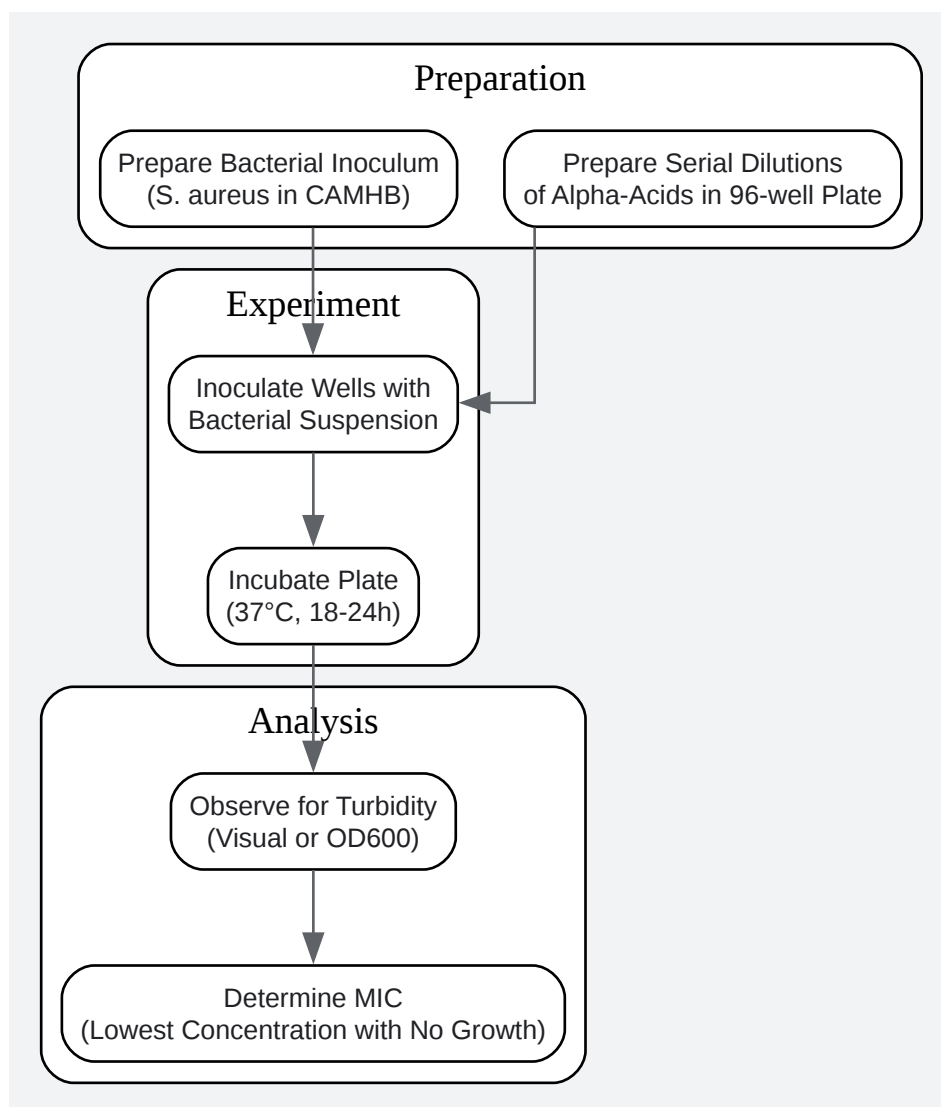 Preparation
Prepare Bacterial Inoculum
(S. aureus in CAMHB)
Prepare Serial Dilutions
of Alpha-Acids in 96-well Plate
Experiment
Inoculate Wells with
Bacterial Suspension
Incubate Plate
(37°C, 18-24h)
Analysis
Observe for Turbidity
(Visual or OD600)
Determine MIC
(Lowest Concentration with No Growth)